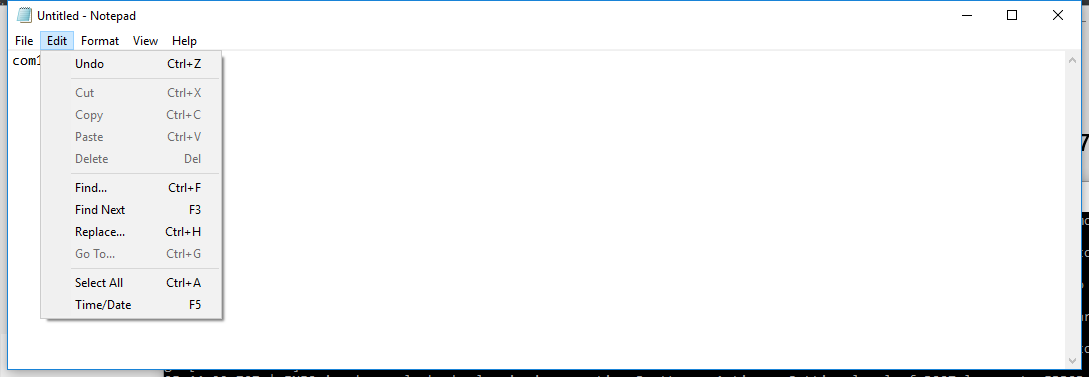 Untitled - Notepad
File Edit Format View Help
com1
Undo Ctrl+Z
Cut Ctrl+X
Copy Ctrl+C
Paste Ctrl+V
Delete Del
Find... Ctrl+F
Find Next F3
Replace... Ctrl+H
Go To... Ctrl+G
Select All Ctrl+A
Time/Date F5